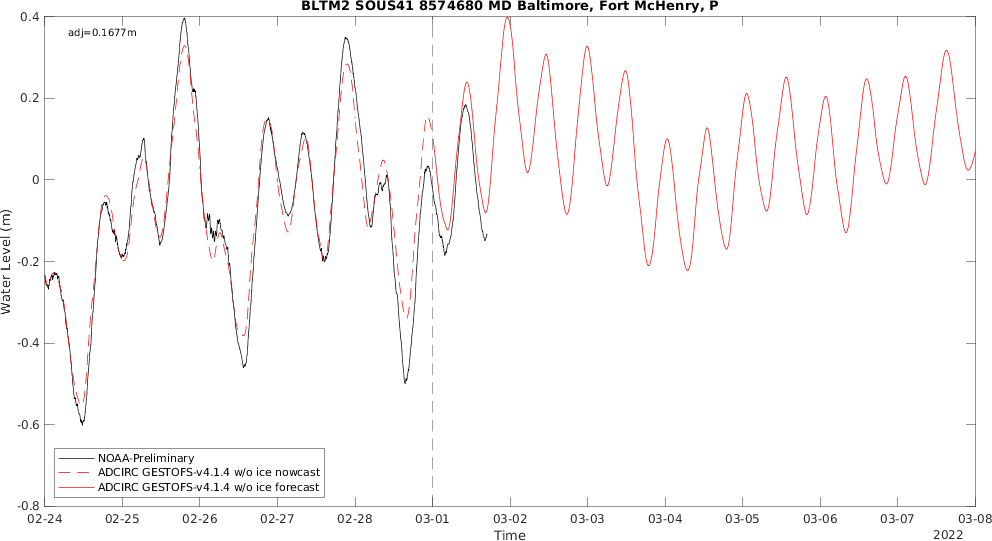 BLTM2 SOUS41 8574680 MD Baltimore, Fort McHenry, P
adj=0.1677m
0.4
0.2
0
-0.2
-0.4
-0.6
-0.8
Water Level (m)
NOAA-Preliminary
ADCIRC GESTOFS-v4.1.4 w/o ice nowcast
ADCIRC GESTOFS-v4.1.4 w/o ice forecast
02-24 02-25 02-26 02-27 02-28 03-01 03-02 03-03 03-04 03-05 03-06 03-07 03-08
Time
2022